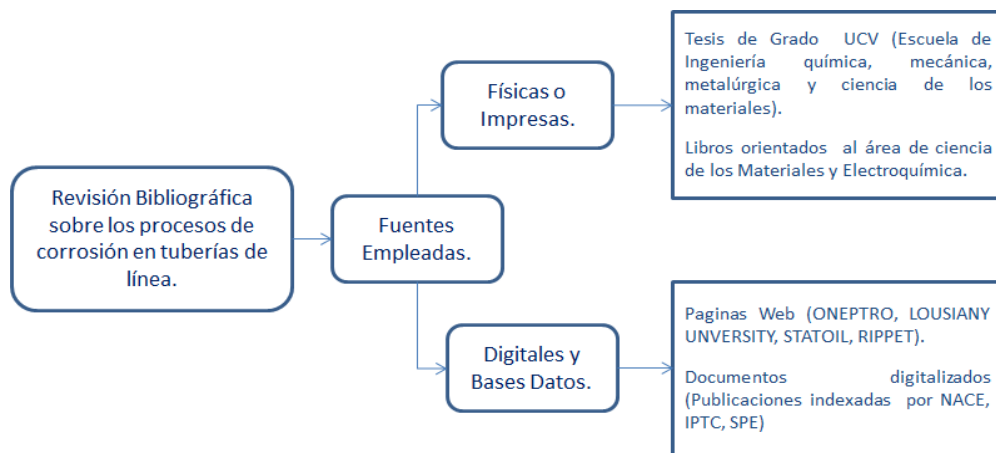 Revisión Bibliográfica
sobre los procesos de
corrosión en tuberías de
línea.
Fuentes
Empleadas.
Físicas o
Impresas.
Tesis de Grado UCV (Escuela de
Ingeniería química, mecánica,
metalúrgica y ciencia de los
materiales).
Libros orientados al área de ciencia
de los Materiales y Electroquímica.
Digitales y
Bases Datos.
Paginas Web (ONEPTRO, LOUSIANY
UNVERSITY, STATOIL, RIPPET).
Documentos digitalizados
(Publicaciones indexadas por NACE,
IPTC, SPE)